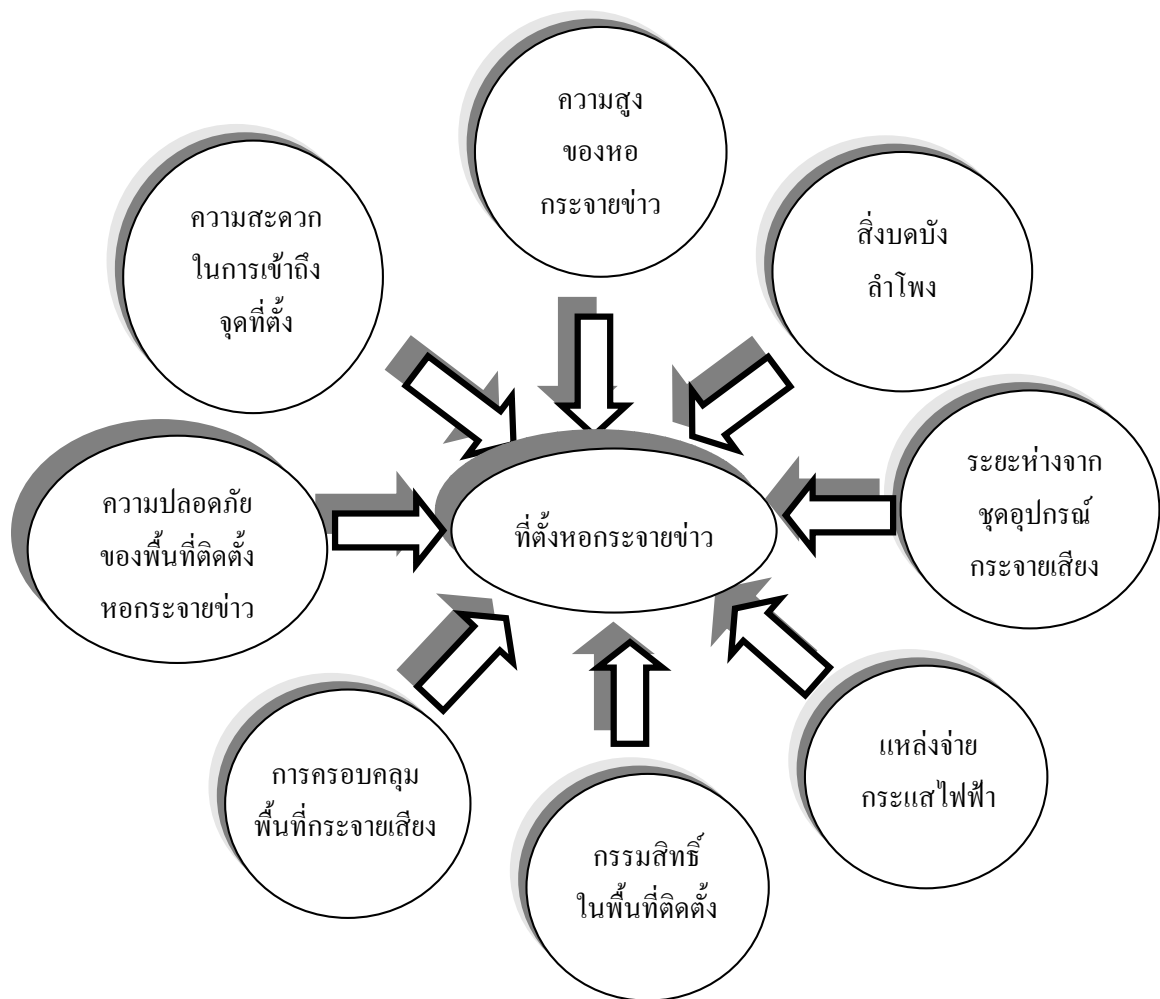 ความสูง
ของหอ
กระจายข่าว
ความสะดวก
ในการเข้าถึง
จุดที่ตั้ง
สิ่งบดบัง
ลำโพง
ความปลอดภัย
ของพื้นที่ติดตั้ง
หอกระจายข่าว
ที่ตั้งหอกระจายข่าว
ระยะห่างจาก
ชุดอุปกรณ์
กระจายเสียง
การครอบคลุม
พื้นที่กระจายเสียง
แหล่งจ่าย
กระแสไฟฟ้า
กรรมสิทธิ์
ในพื้นที่ติดตั้ง